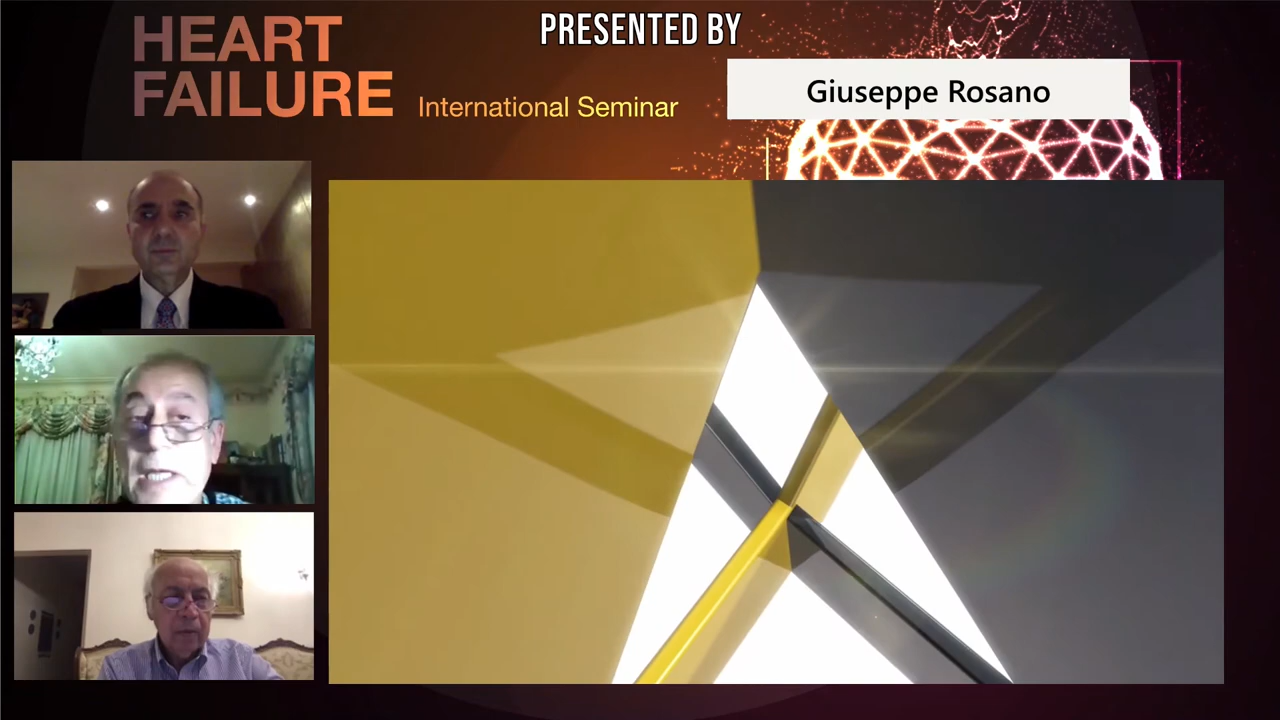 PRESENTED BY
HEART
FAILURE
International Seminar
Giuseppe Rosano